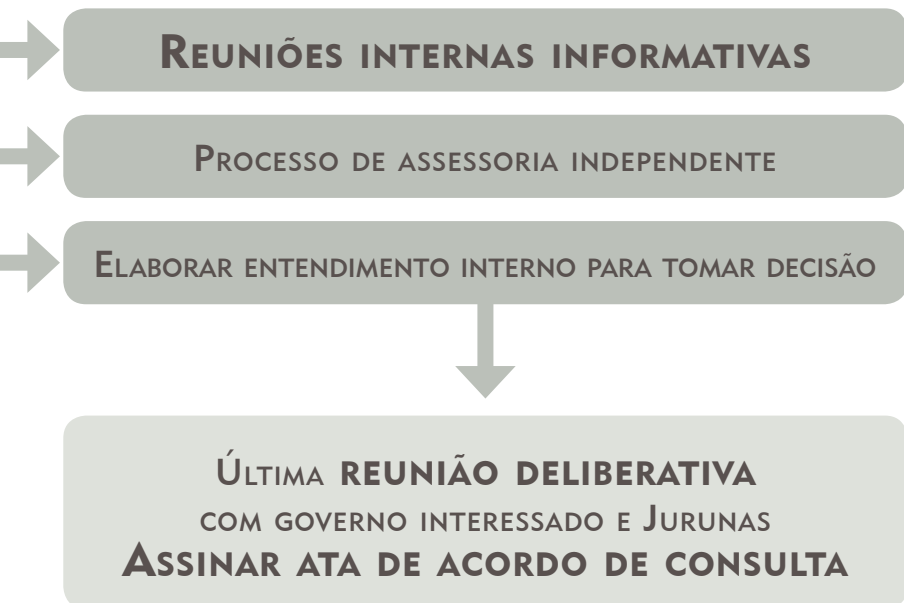 Reuniões internas informativas
Processo de assessoria independente
Elaborar entendimento interno para tomar decisão
Última reunião deliberativa
com governo interessado e Jurunas
Assinar ata de acordo de consulta